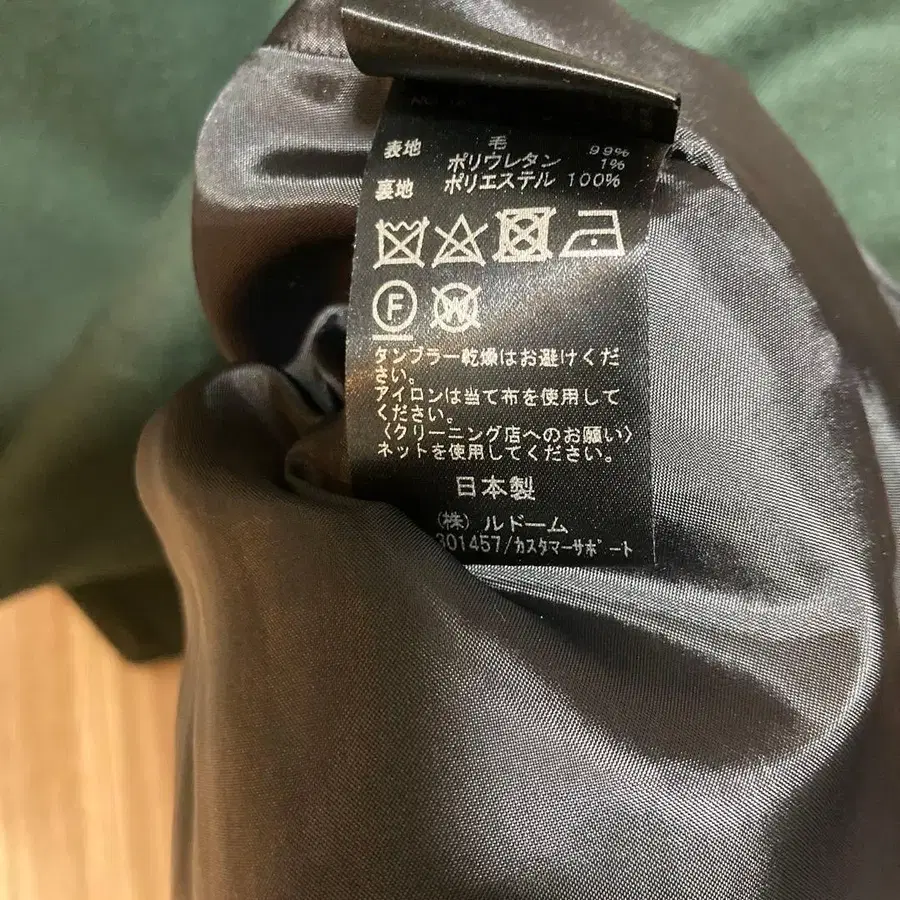 表地 毛 99%
ポリウレタン 1%
裏地 ポリエステル 100%
F W
タンブラー乾燥はお避けくだ
さい。
アイロンは当て布を使用して
ください。
〈クリーニング店へのお願い〉
ネットを使用してください。
日本製
(株) ルドーム
301457/カスタマーサポート